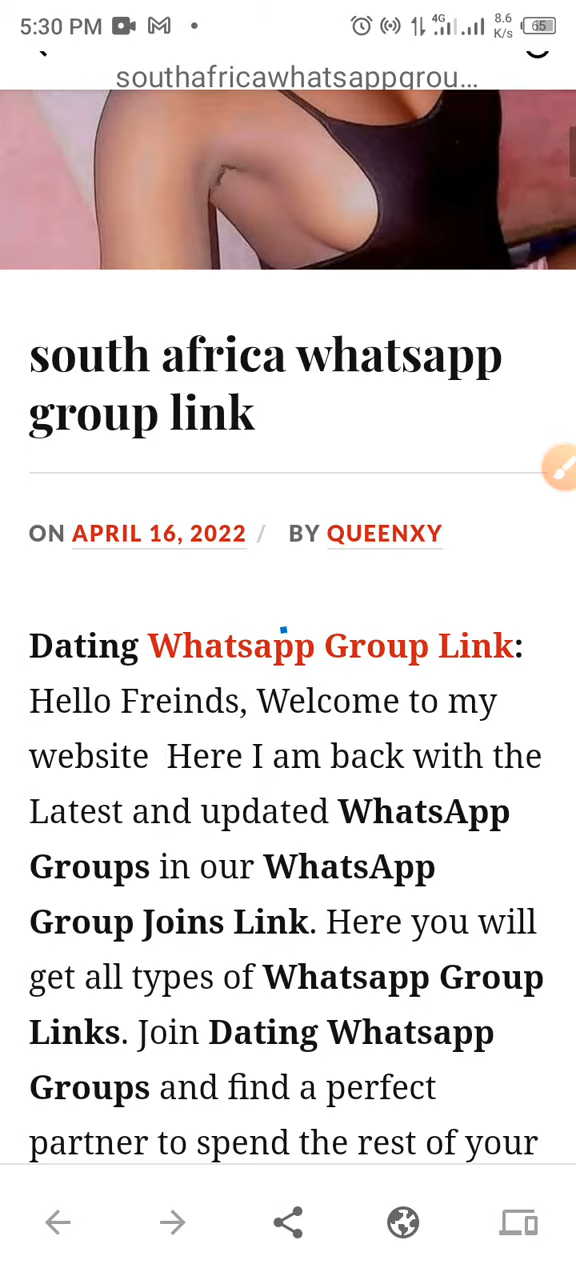 5:30 PM
4G
8.6
K/s
65
southafricawhatsappgrou...
south africa whatsapp
group link
ON APRIL 16, 2022 / BY QUEENXY
Dating Whatsapp Group Link:
Hello Freinds, Welcome to my
website Here I am back with the
Latest and updated WhatsApp
Groups in our WhatsApp
Group Joins Link. Here you will
get all types of Whatsapp Group
Links. Join Dating Whatsapp
Groups and find a perfect
partner to spend the rest of your